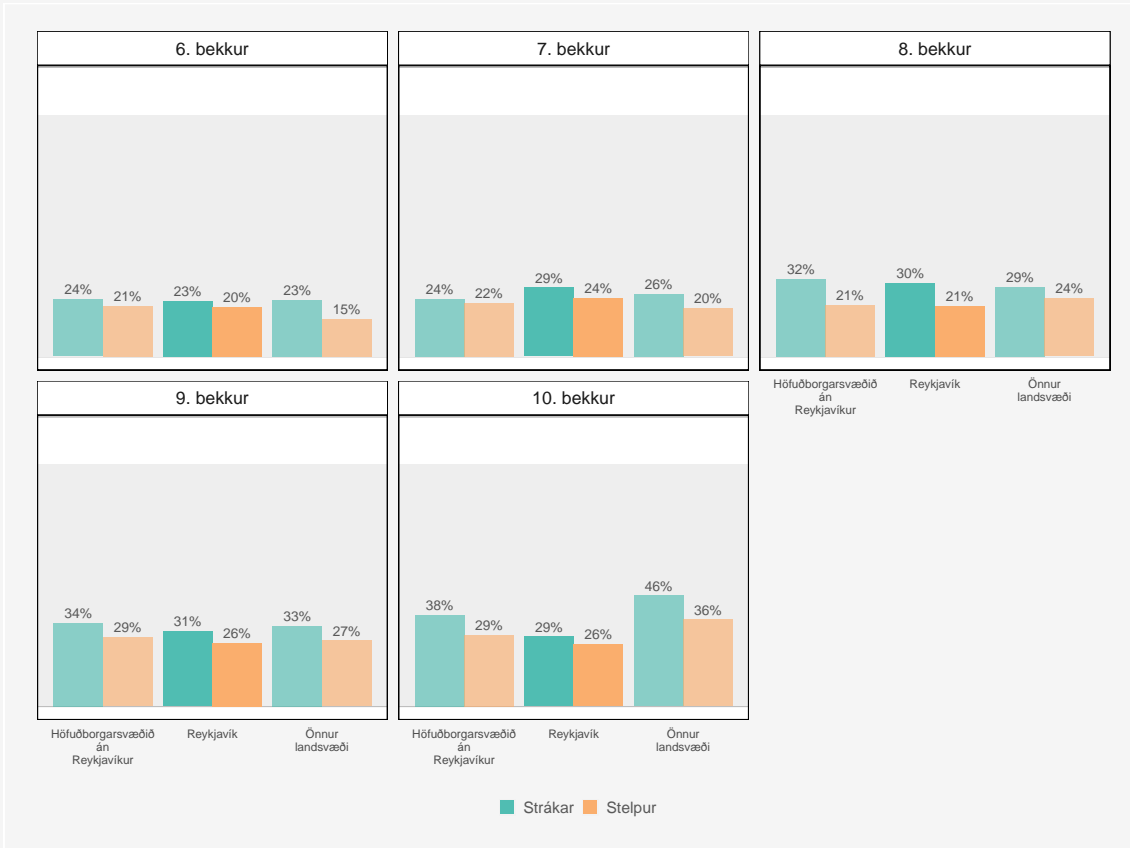 6. bekkur
24%
21%
23%
20%
23%
15%
7. bekkur
24%
22%
29%
24%
26%
20%
8. bekkur
32%
21%
30%
21%
29%
24%
Höfuðborgarsvæðið
án
Reykjavíkur
Reykjavík
Önnur
landsvæði
9. bekkur
34%
29%
31%
26%
33%
27%
Höfuðborgarsvæðið
án
Reykjavíkur
Reykjavík
Önnur
landsvæði
10. bekkur
38%
29%
29%
26%
46%
36%
Höfuðborgarsvæðið
án
Reykjavíkur
Reykjavík
Önnur
landsvæði
Strákar Stelpur